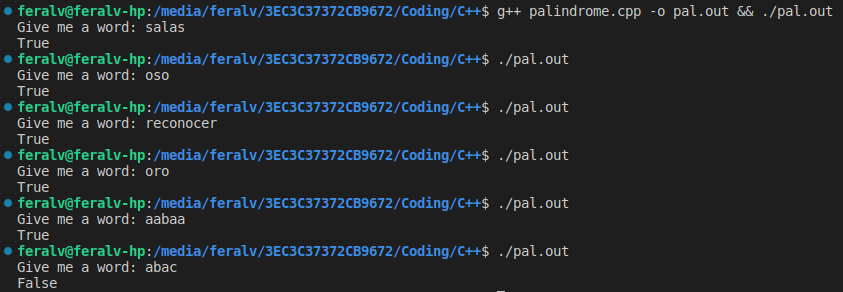 feralv@feralv-hp:/media/feralv/3EC3C37372CB9672/Coding/C++$ g++ palindrome.cpp -o pal.out && ./pal.out
Give me a word: salas
True
feralv@feralv-hp:/media/feralv/3EC3C37372CB9672/Coding/C++$ ./pal.out
Give me a word: oso
True
feralv@feralv-hp:/media/feralv/3EC3C37372CB9672/Coding/C++$ ./pal.out
Give me a word: reconocer
True
feralv@feralv-hp:/media/feralv/3EC3C37372CB9672/Coding/C++$ ./pal.out
Give me a word: oro
True
feralv@feralv-hp:/media/feralv/3EC3C37372CB9672/Coding/C++$ ./pal.out
Give me a word: aabaa
True
feralv@feralv-hp:/media/feralv/3EC3C37372CB9672/Coding/C++$ ./pal.out
Give me a word: abac
False